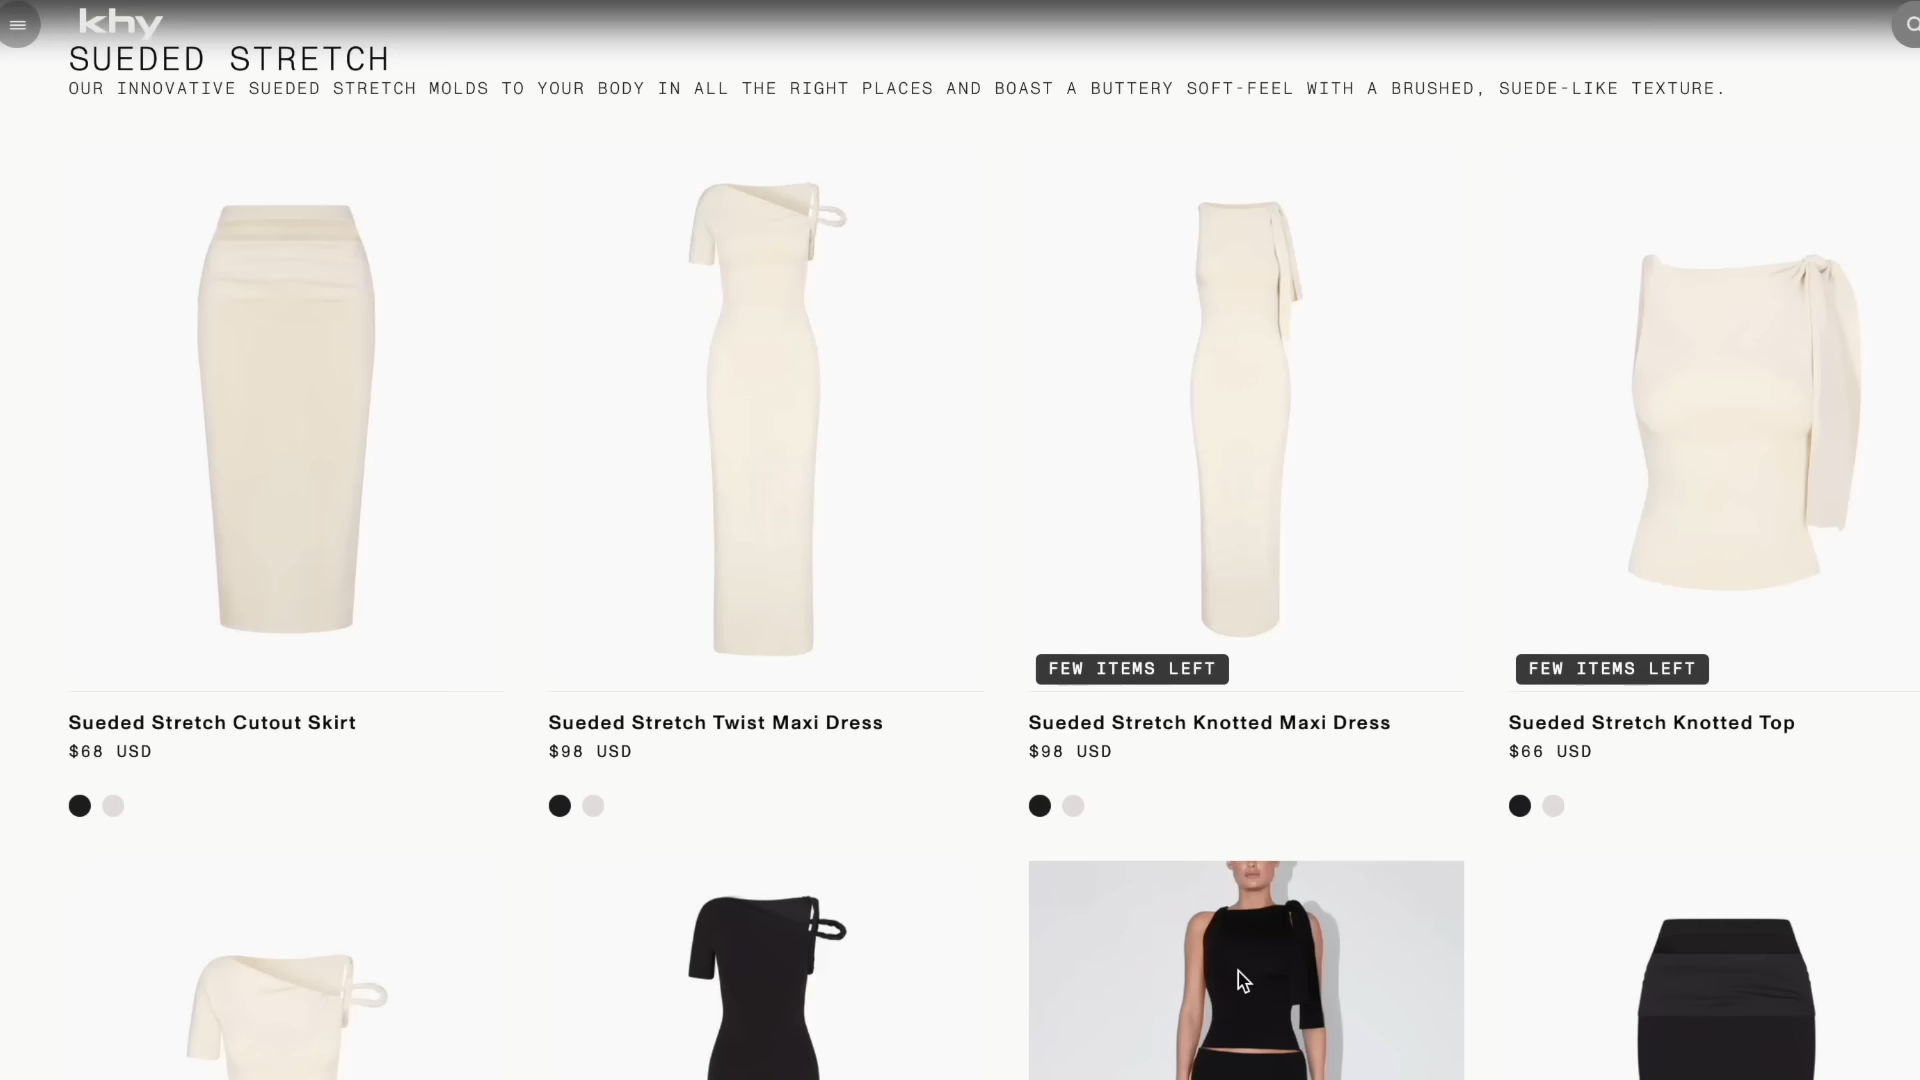 khy
SUEDED STRETCH
OUR INNOVATIVE SUEDED STRETCH MOLDS TO YOUR BODY IN ALL THE RIGHT PLACES AND BOAST A BUTTERY SOFT-FEEL WITH A BRUSHED, SUEDE-LIKE TEXTURE.
FEW ITEMS LEFT
FEW ITEMS LEFT
Sueded Stretch Cutout Skirt
$68 USD
Sueded Stretch Twist Maxi Dress
$98 USD
Sueded Stretch Knotted Maxi Dress
$98 USD
Sueded Stretch Knotted Top
$66 USD